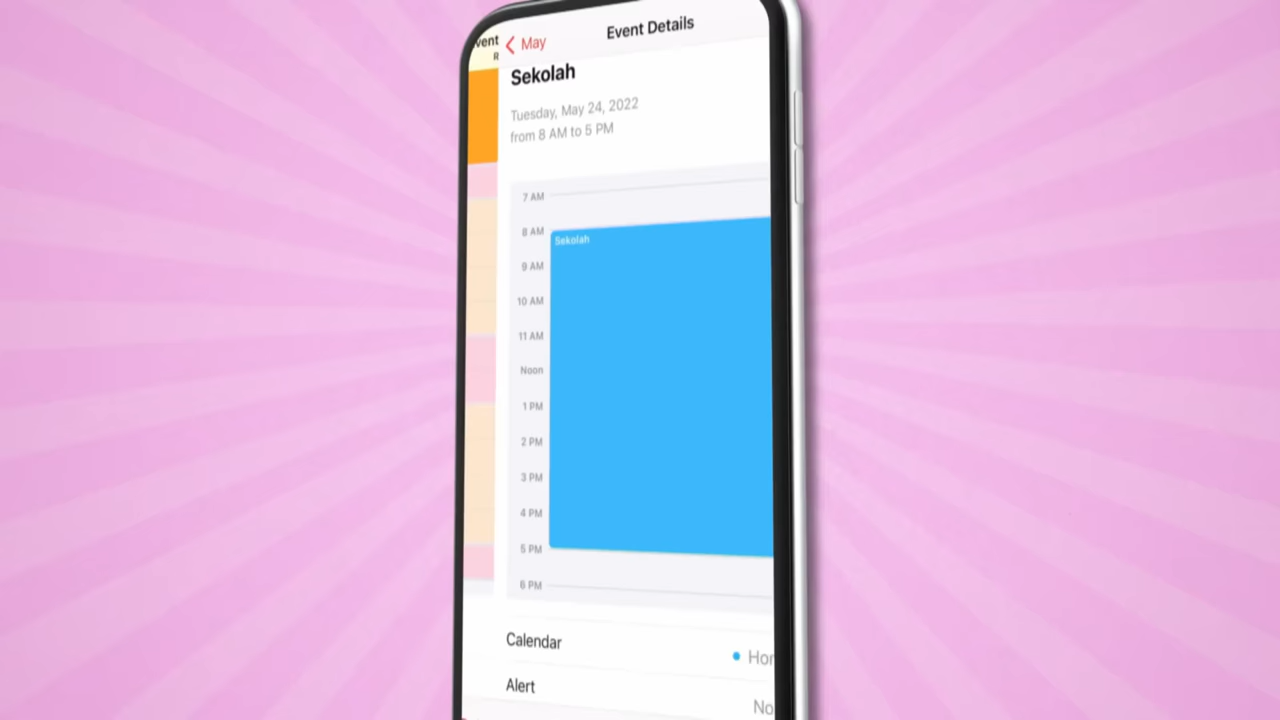 May
Event Details
Sekolah
Tuesday, May 24, 2022
from 8 AM to 5 PM
7 AM
8 AM
Sekolah
9 AM
10 AM
11 AM
Noon
1 PM
2 PM
3 PM
4 PM
5 PM
6 PM
Calendar
Alert